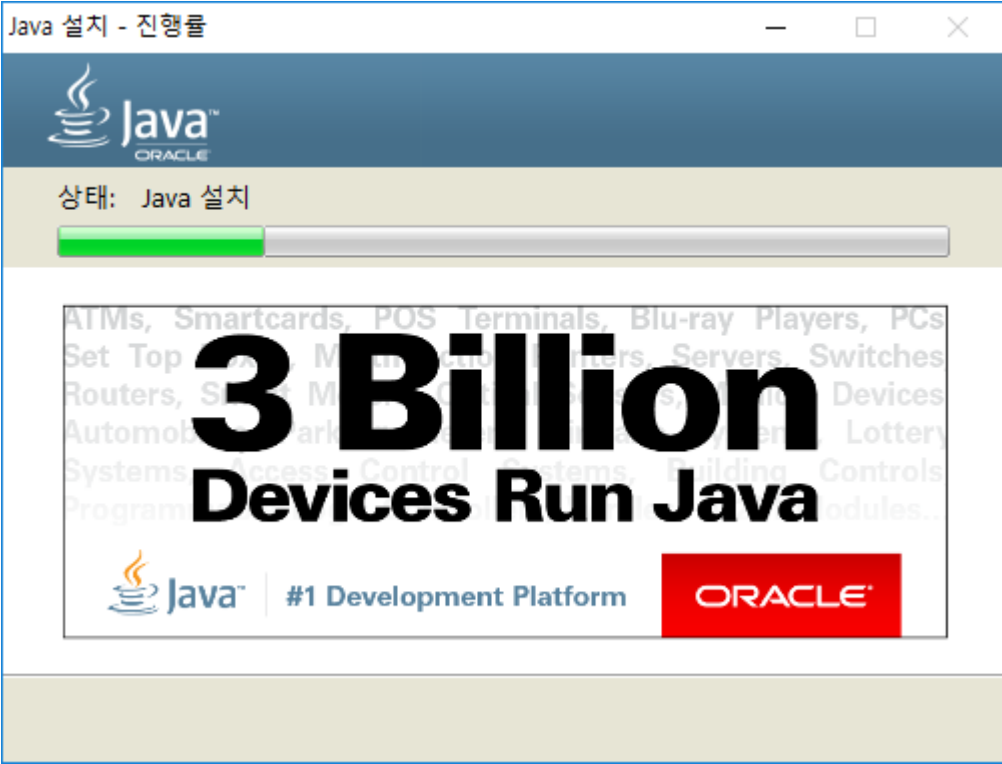 Java 설치 - 진행률
Java™
ORACLE
상태: Java 설치
ATMs, Smartcards, POS Terminals, Blu-ray Players, PCs
Set Top Servers, Switches
Routers, Devices
Lottery
Systems, Access Control Systems, Building Controls
3 Billion
Devices Run Java
Java™ #1 Development Platform ORACLE®